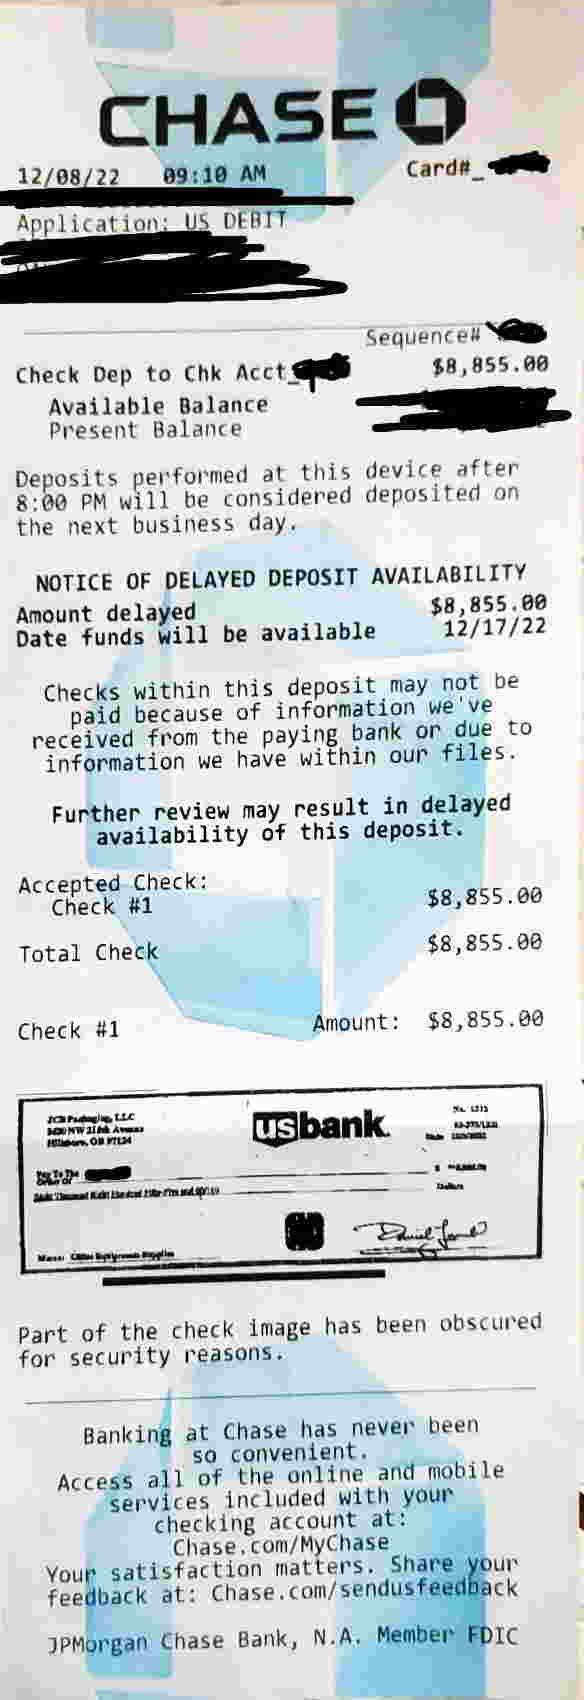 CHASE
12/08/22 09:10 AM Card#_
Application: US DEBIT
Sequence#
Check Dep to Chk Acct_ $8,855.00
Available Balance
Present Balance
Deposits performed at this device after
8:00 PM will be considered deposited on
the next business day.
NOTICE OF DELAYED DEPOSIT AVAILABILITY
Amount delayed $8,855.00
Date funds will be available 12/17/22
Checks within this deposit may not be
paid because of information we've
received from the paying bank or due to
information we have within our files.
Further review may result in delayed
availability of this deposit.
Accepted Check:
Check #1 $8,855.00
Total Check $8,855.00
Check #1 Amount: $8,855.00
JCB Packaging, LLC
Hillsboro, OR 97124
usbank.
Pay To The
Order Of
Dollars
Memo: Office Equipments Supplies
Part of the check image has been obscured
for security reasons.
Banking at Chase has never been
so convenient.
Access all of the online and mobile
services included with your
checking account at:
Chase.com/MyChase
Your satisfaction matters. Share your
feedback at: Chase.com/sendusfeedback
JPMorgan Chase Bank, N.A. Member FDIC